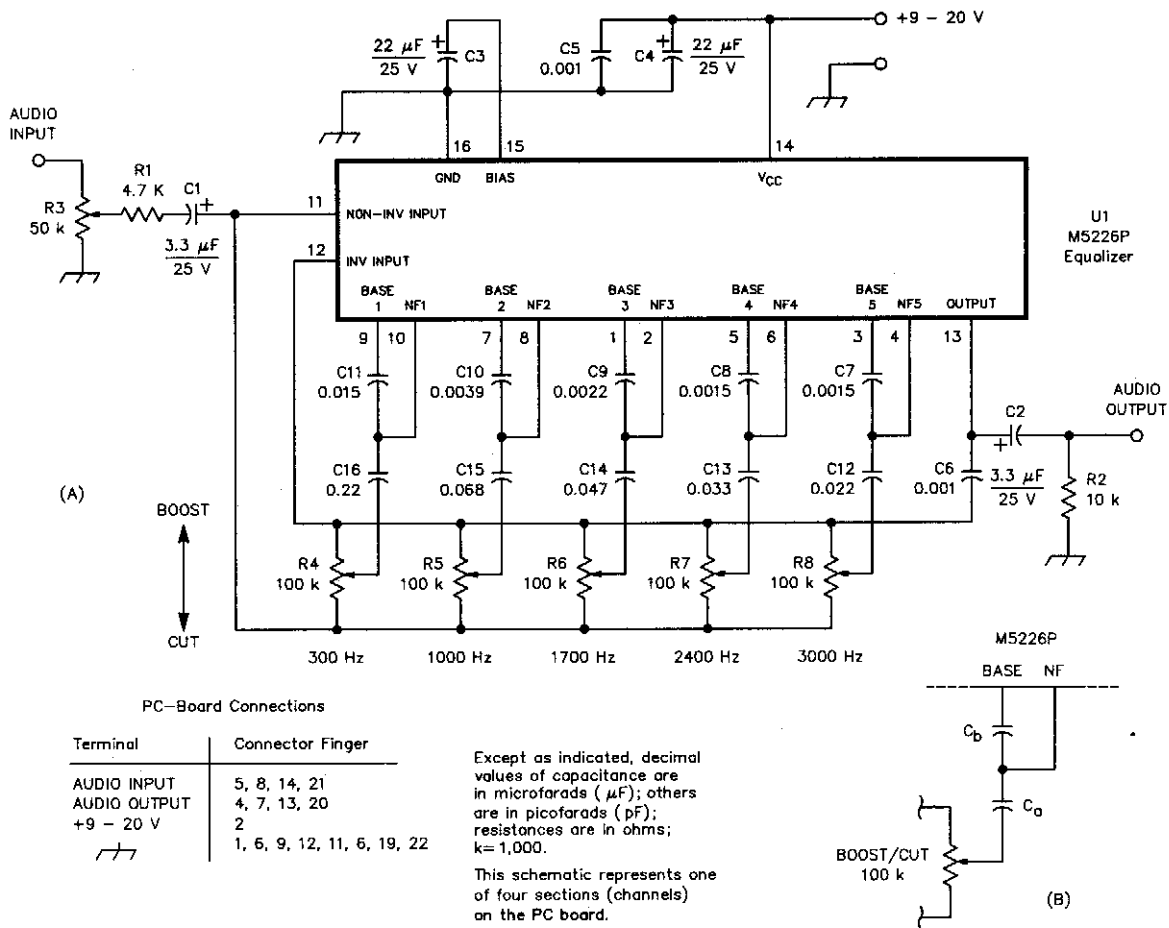 +9 – 20 V
22 μF
25 V
+
C3
C5
0.001
C4
+
22 μF
25 V
AUDIO
INPUT
R3
50 k
R1
4.7 K
C1
+
3.3 μF
25 V
16
15
14
GND
BIAS
VCC
11
NON–INV INPUT
12
INV INPUT
U1
M5226P
Equalizer
BASE
1
NF1
BASE
2
NF2
BASE
3
NF3
BASE
4
NF4
BASE
5
NF5
OUTPUT
9
10
7
8
1
2
5
6
3
4
13
C11
0.015
C10
0.0039
C9
0.0022
C8
0.0015
C7
0.0015
C2
+
3.3 μF
25 V
AUDIO
OUTPUT
C16
0.22
C15
0.068
C14
0.047
C13
0.033
C12
0.022
C6
0.001
R2
10 k
(A)
BOOST
CUT
R4
100 k
R5
100 k
R6
100 k
R7
100 k
R8
100 k
300 Hz
1000 Hz
1700 Hz
2400 Hz
3000 Hz
PC–Board Connections
Terminal Connector Finger
AUDIO INPUT 5, 8, 14, 21
AUDIO OUTPUT 4, 7, 13, 20
+9 – 20 V 2
1, 6, 9, 12, 11, 6, 19, 22
Except as indicated, decimal
values of capacitance are
in microfarads ( μF); others
are in picofarads ( pF);
resistances are in ohms;
k=1,000.
This schematic represents one
of four sections (channels)
on the PC board.
M5226P
BASE NF
Cb
Ca
BOOST/CUT
100 k
(B)